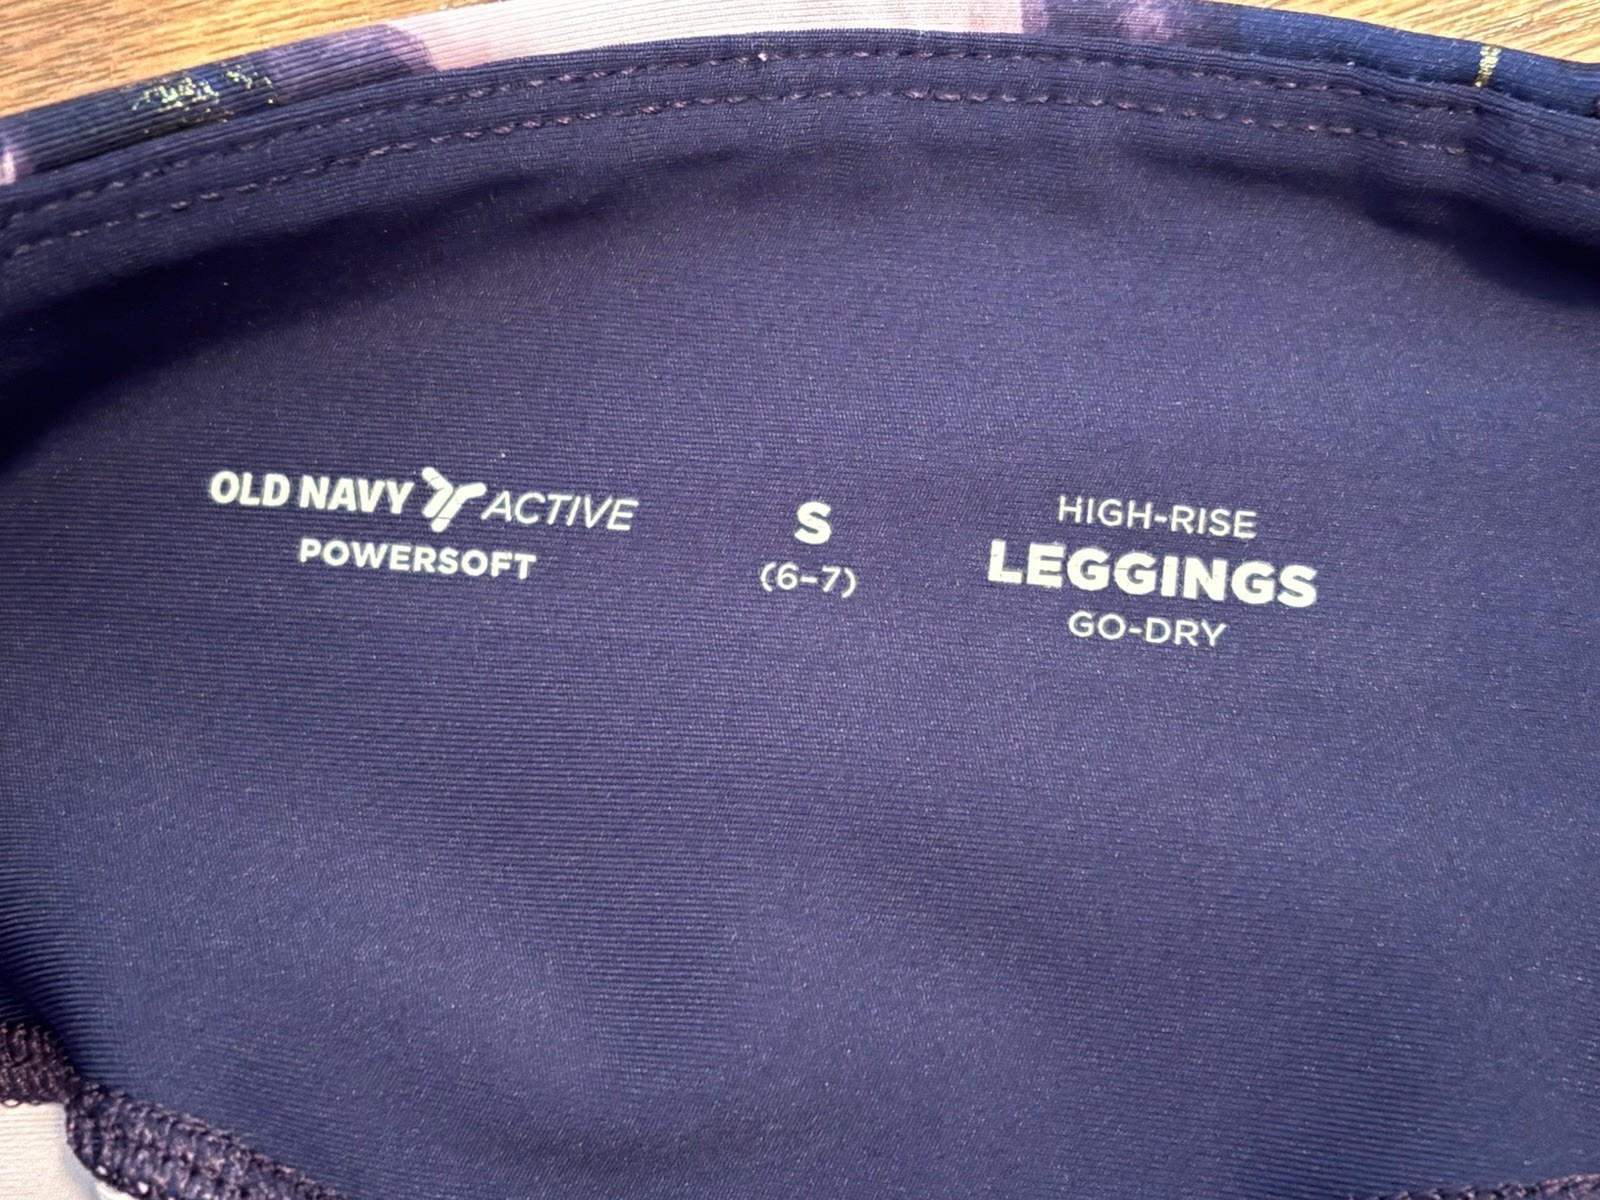 OLD NAVY ACTIVE
POWERSOFT
S
(6-7)
HIGH-RISE
LEGGINGS
GO-DRY